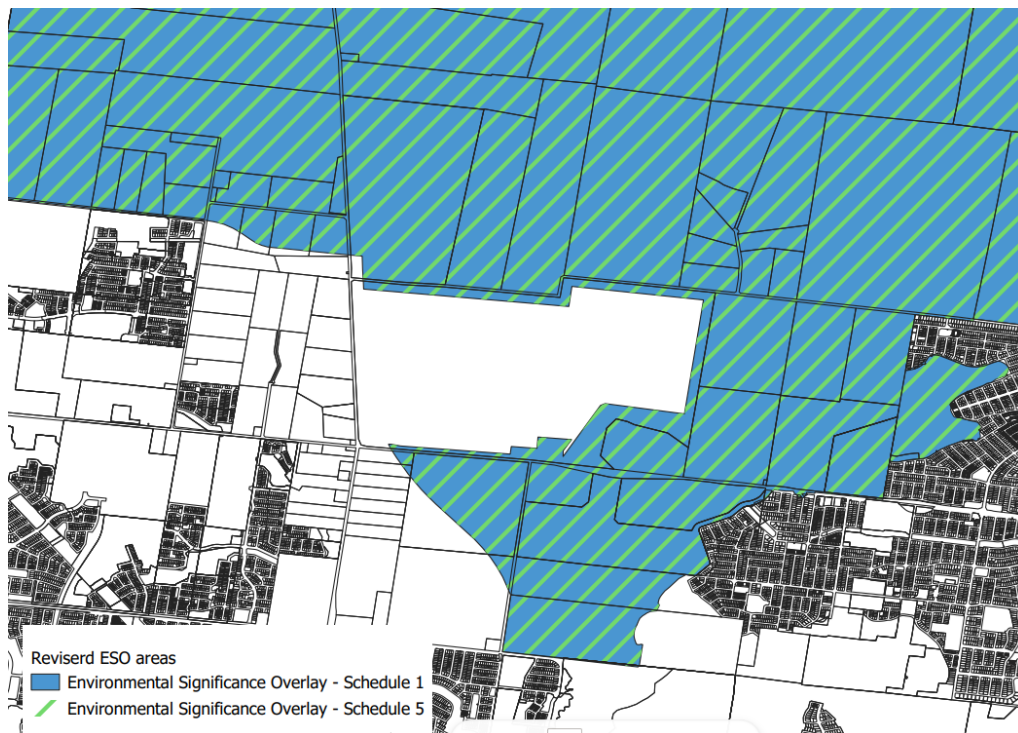 Reviserd ESO areas
Environmental Significance Overlay - Schedule 1
Environmental Significance Overlay - Schedule 5